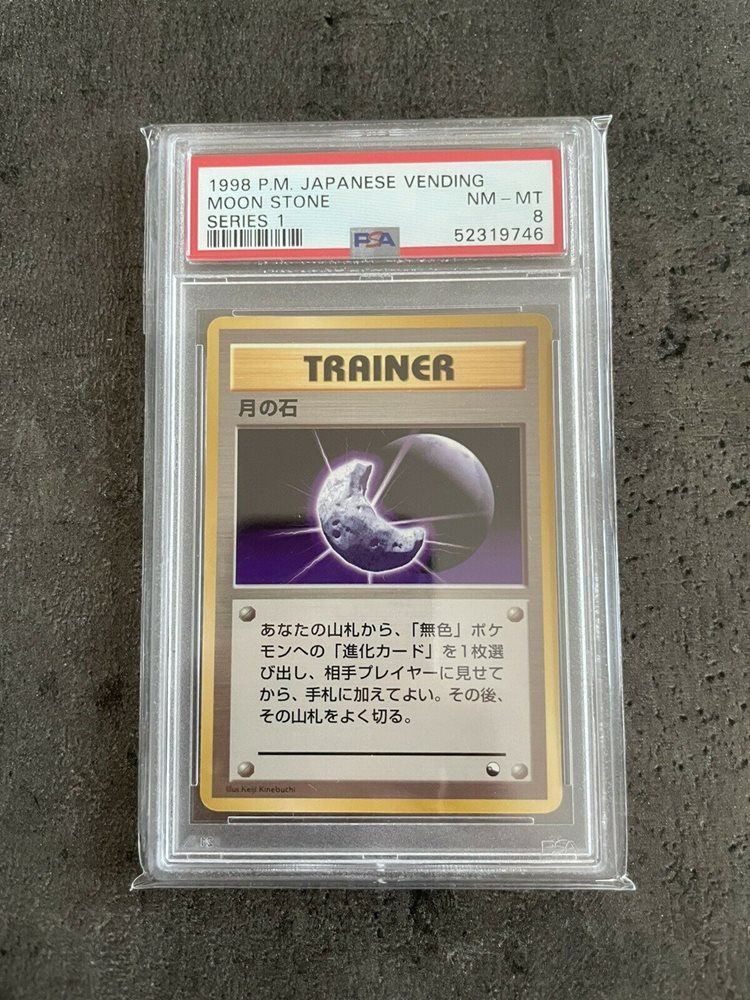 1998 P.M. JAPANESE VENDING
MOON STONE NM - MT
SERIES 1 8
PSA 52319746
TRAINER
月の石
あなたの山札から、「無色」ポケ
モンへの「進化カード」を1枚選
び出し、相手プレイヤーに見せて
から、手札に加えてよい。その後、
その山札をよく切る。
Illus.Keiji Kinebuchi
PSA